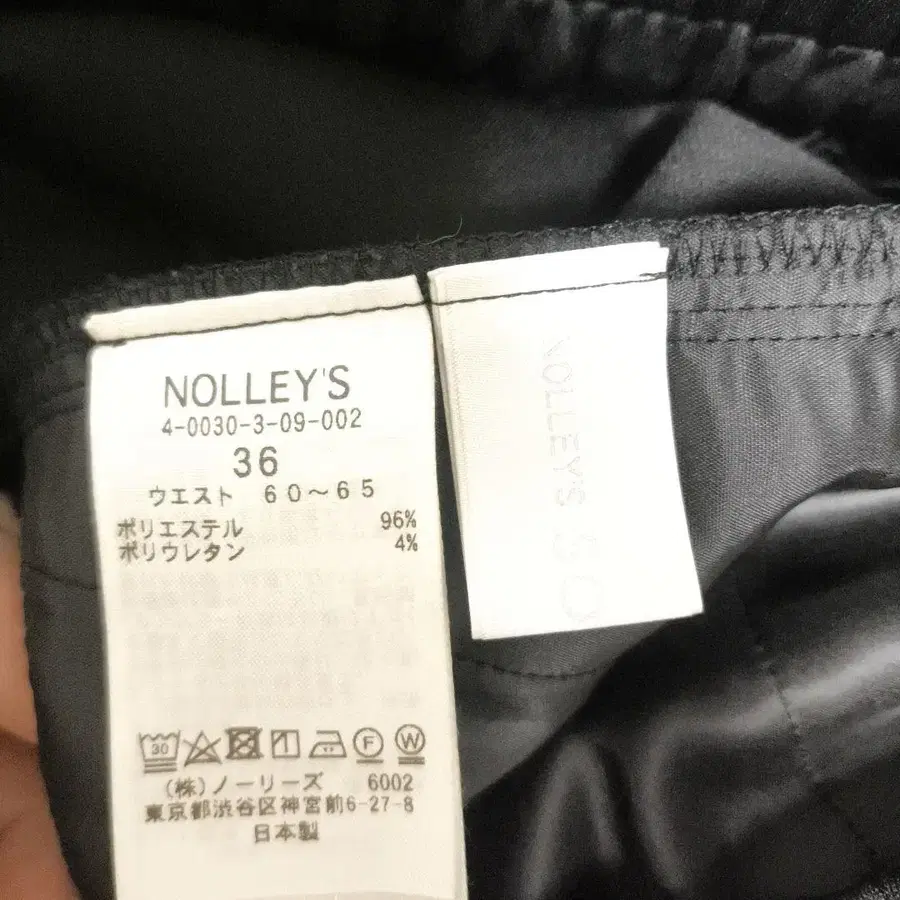 NOLLEY'S
4-0030-3-09-002
36
ウエスト 60～65
ポリエステル 96%
ポリウレタン 4%
30
F
W
(株)ノーリーズ 6002
東京都渋谷区神宮前6-27-8
日本製
NOLLEY'S SO